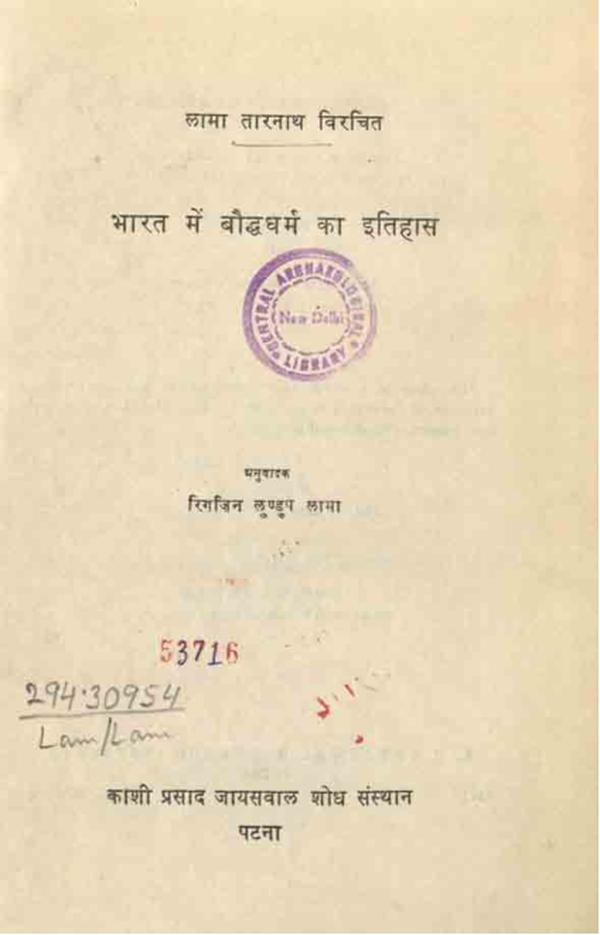 लामा तारनाथ विरचित
भारत में बौद्धधर्म का इतिहास
CENTRAL ARCHAEOLOGICAL LIBRARY
New Delhi
अनुवादक
रिगज़िन लुण्डुप लामा
53716
294.30954
Lam/Lam
काशी प्रसाद जायसवाल शोध संस्थान
पटना